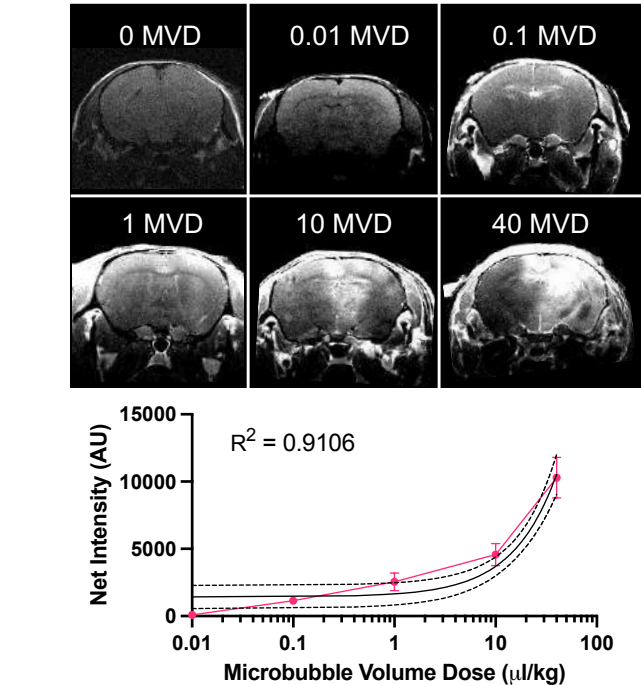 0 MVD
0.01 MVD
0.1 MVD
1 MVD
10 MVD
40 MVD
15000
R² = 0.9106
10000
5000
0
0.01
0.1
1
10
100
Net Intensity (AU)
Microbubble Volume Dose (μl/kg)